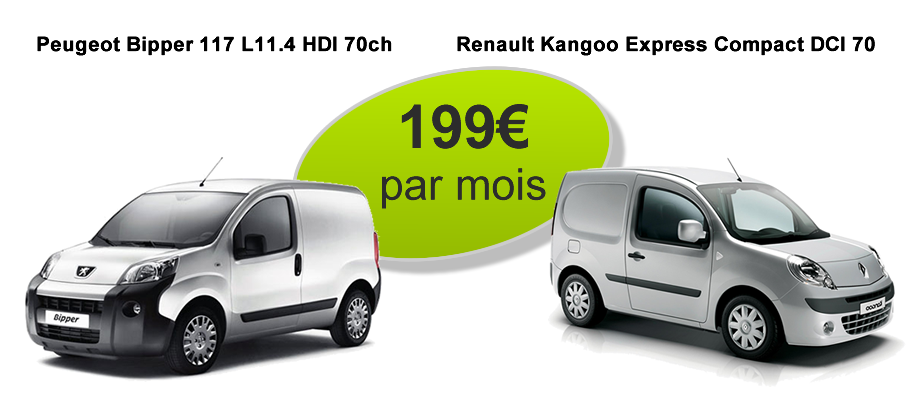 Peugeot Bipper 117 L11.4 HDI 70ch
Renault Kangoo Express Compact DCI 70
199€
par mois
Bipper